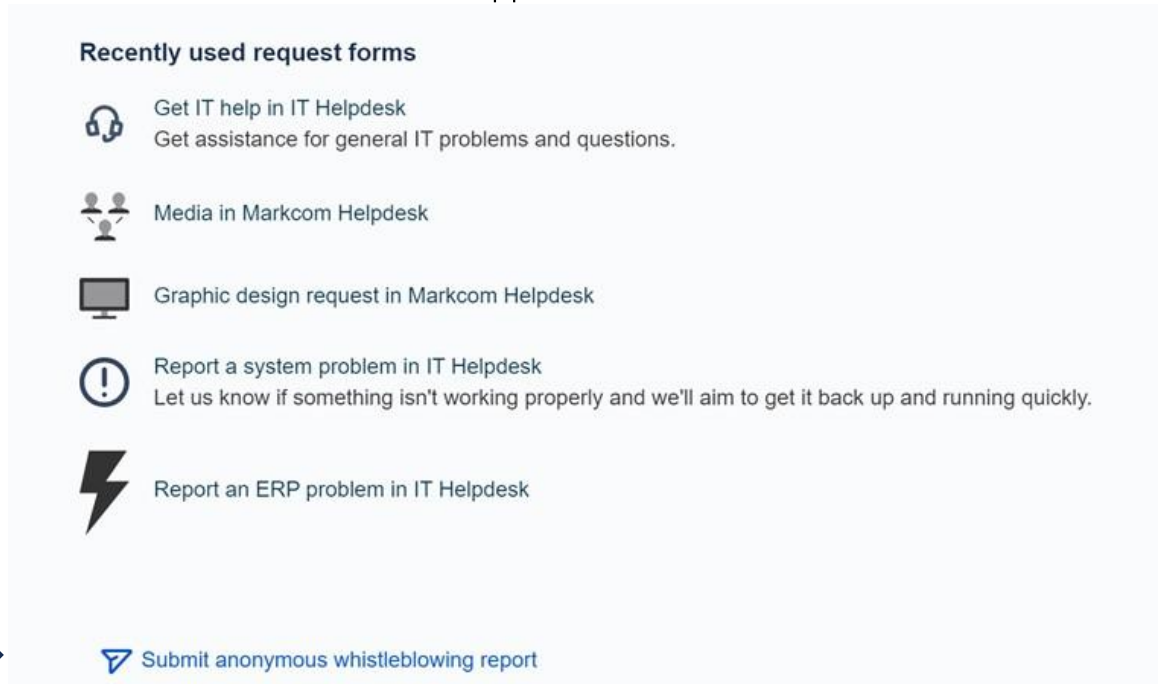 Recently used request forms
Get IT help in IT Helpdesk
Get assistance for general IT problems and questions.
Media in Markcom Helpdesk
Graphic design request in Markcom Helpdesk
Report a system problem in IT Helpdesk
Let us know if something isn't working properly and we'll aim to get it back up and running quickly.
Report an ERP problem in IT Helpdesk
Submit anonymous whistleblowing report